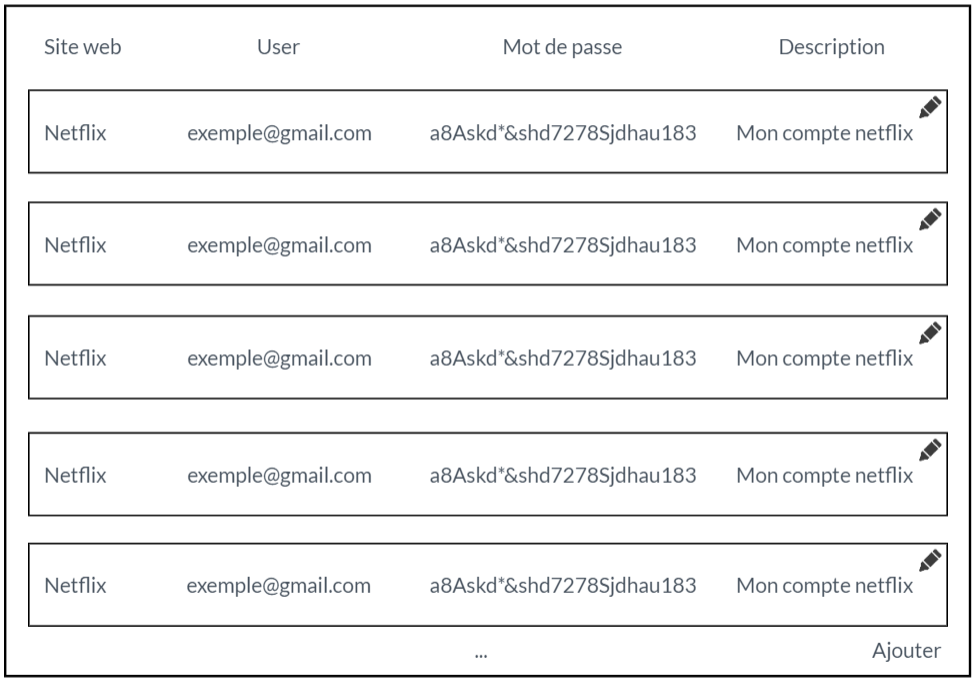 Site web User Mot de passe Description
Netflix exemple@gmail.com a8Askd*&shd7278Sjdhau183 Mon compte netflix
Netflix exemple@gmail.com a8Askd*&shd7278Sjdhau183 Mon compte netflix
Netflix exemple@gmail.com a8Askd*&shd7278Sjdhau183 Mon compte netflix
Netflix exemple@gmail.com a8Askd*&shd7278Sjdhau183 Mon compte netflix
Netflix exemple@gmail.com a8Askd*&shd7278Sjdhau183 Mon compte netflix
... Ajouter